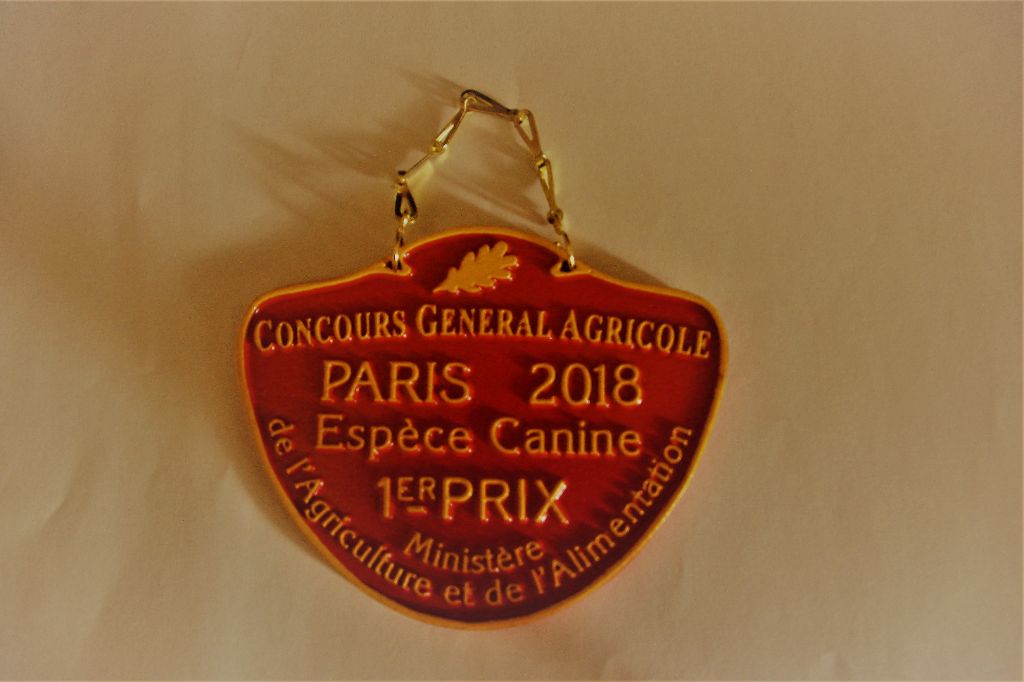 CONCOURS GENERAL AGRICOLE
PARIS 2018
Espèce Canine
1ER PRIX
Ministère
de l'Agriculture et de l'Alimentation